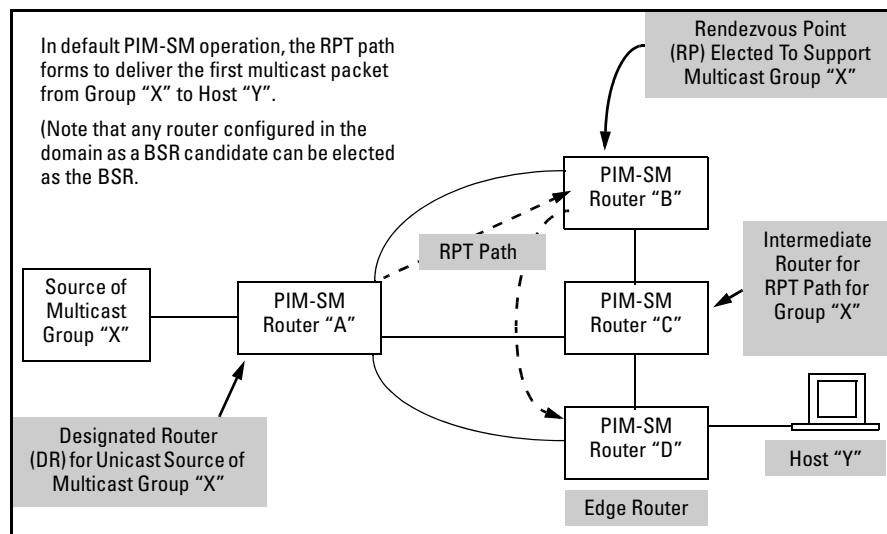 In default PIM-SM operation, the RPT path
forms to deliver the first multicast packet
from Group “X” to Host “Y”.
(Note that any router configured in the
domain as a BSR candidate can be elected
as the BSR.
Rendezvous Point
(RP) Elected To Support
Multicast Group “X”
PIM-SM
Router “B”
RPT Path
Intermediate
Router for
RPT Path for
Group “X”
Source of
Multicast
Group “X”
PIM-SM
Router “A”
PIM-SM
Router “C”
Designated Router
(DR) for Unicast Source of
Multicast Group “X”
PIM-SM
Router “D”
Host “Y”
Edge Router